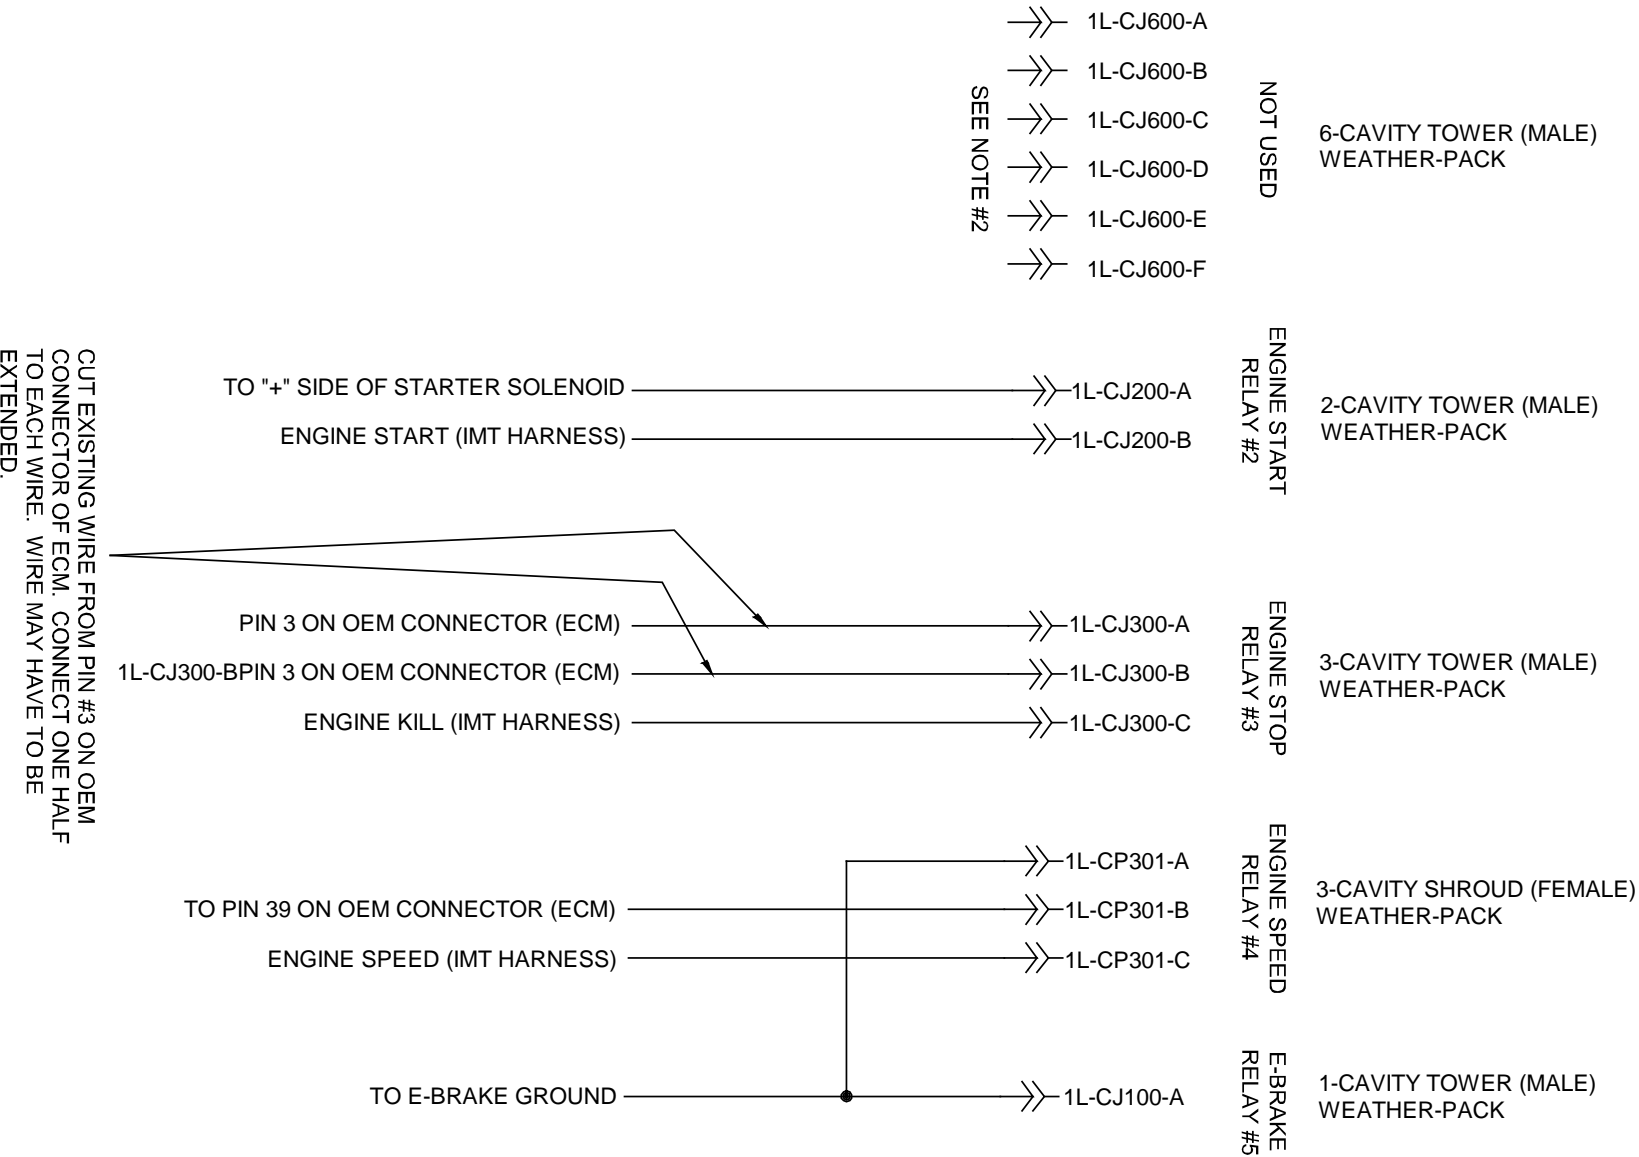 1L-CJ600-A
1L-CJ600-B
1L-CJ600-C
1L-CJ600-D
1L-CJ600-E
1L-CJ600-F
SEE NOTE #2
NOT USED
6-CAVITY TOWER (MALE)
WEATHER-PACK
TO "+" SIDE OF STARTER SOLENOID
1L-CJ200-A
ENGINE START (IMT HARNESS)
1L-CJ200-B
ENGINE START
RELAY #2
2-CAVITY TOWER (MALE)
WEATHER-PACK
CUT EXISTING WIRE FROM PIN #3 ON OEM
CONNECTOR OF ECM. CONNECT ONE HALF
TO EACH WIRE. WIRE MAY HAVE TO BE
EXTENDED.
PIN 3 ON OEM CONNECTOR (ECM)
1L-CJ300-A
1L-CJ300-BPIN 3 ON OEM CONNECTOR (ECM)
1L-CJ300-B
ENGINE KILL (IMT HARNESS)
1L-CJ300-C
ENGINE STOP
RELAY #3
3-CAVITY TOWER (MALE)
WEATHER-PACK
1L-CP301-A
TO PIN 39 ON OEM CONNECTOR (ECM)
1L-CP301-B
ENGINE SPEED (IMT HARNESS)
1L-CP301-C
ENGINE SPEED
RELAY #4
3-CAVITY SHROUD (FEMALE)
WEATHER-PACK
TO E-BRAKE GROUND
1L-CJ100-A
E-BRAKE
RELAY #5
1-CAVITY TOWER (MALE)
WEATHER-PACK